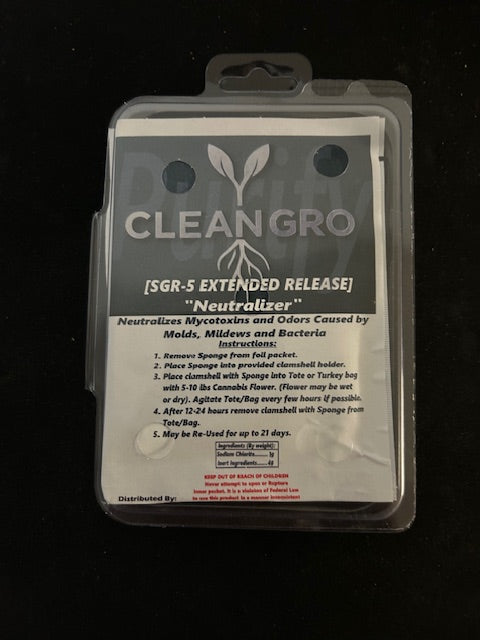 Purify
CLEANGRO
[SGR-5 EXTENDED RELEASE]
"Neutralizer"
Neutralizes Mycotoxins and Odors Caused by
Molds, Mildews and Bacteria
Instructions:
1. Remove Sponge from foil packet.
2. Place Sponge into provided clamshell holder.
3. Place clamshell with Sponge into Tote or Turkey bag
with 5-10 lbs Cannabis Flower. (Flower may be wet
or dry). Agitate Tote/Bag every few hours if possible.
4. After 12-24 hours remove clamshell with Sponge from
Tote/Bag.
5. May be Re-Used for up to 21 days.
Ingredients (By weight):
Sodium Chlorite........1g
Inert Ingredients.......4g
KEEP OUT OF REACH OF CHILDREN
Never attempt to open or Rupture
inner packet. It is a violation of Federal Law
to use this product in a manner inconsistent
Distributed By: